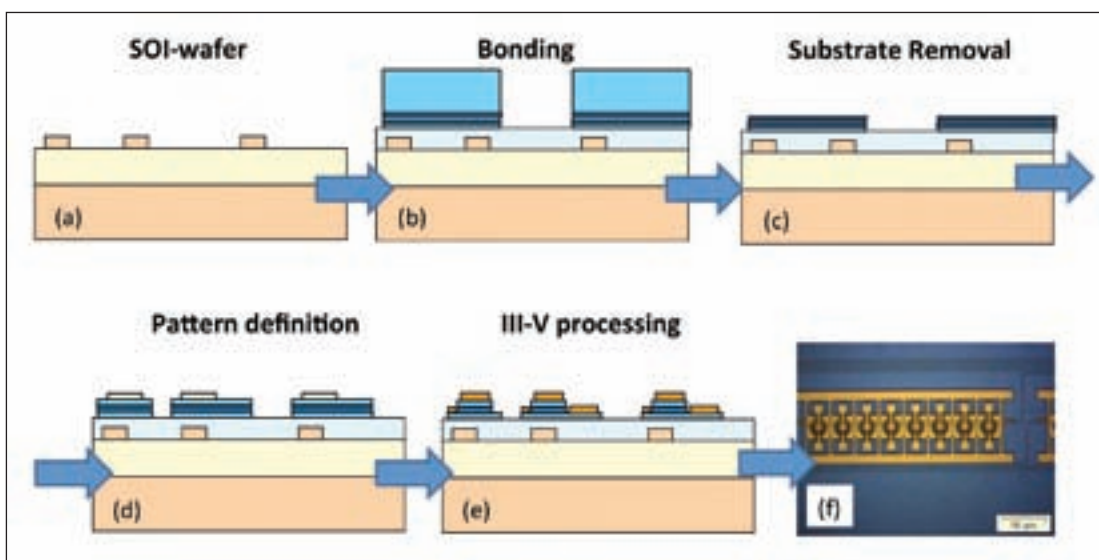 SOI-wafer
Bonding
Substrate Removal
(a)
(b)
(c)
Pattern definition
III-V processing
(d)
(e)
(f)